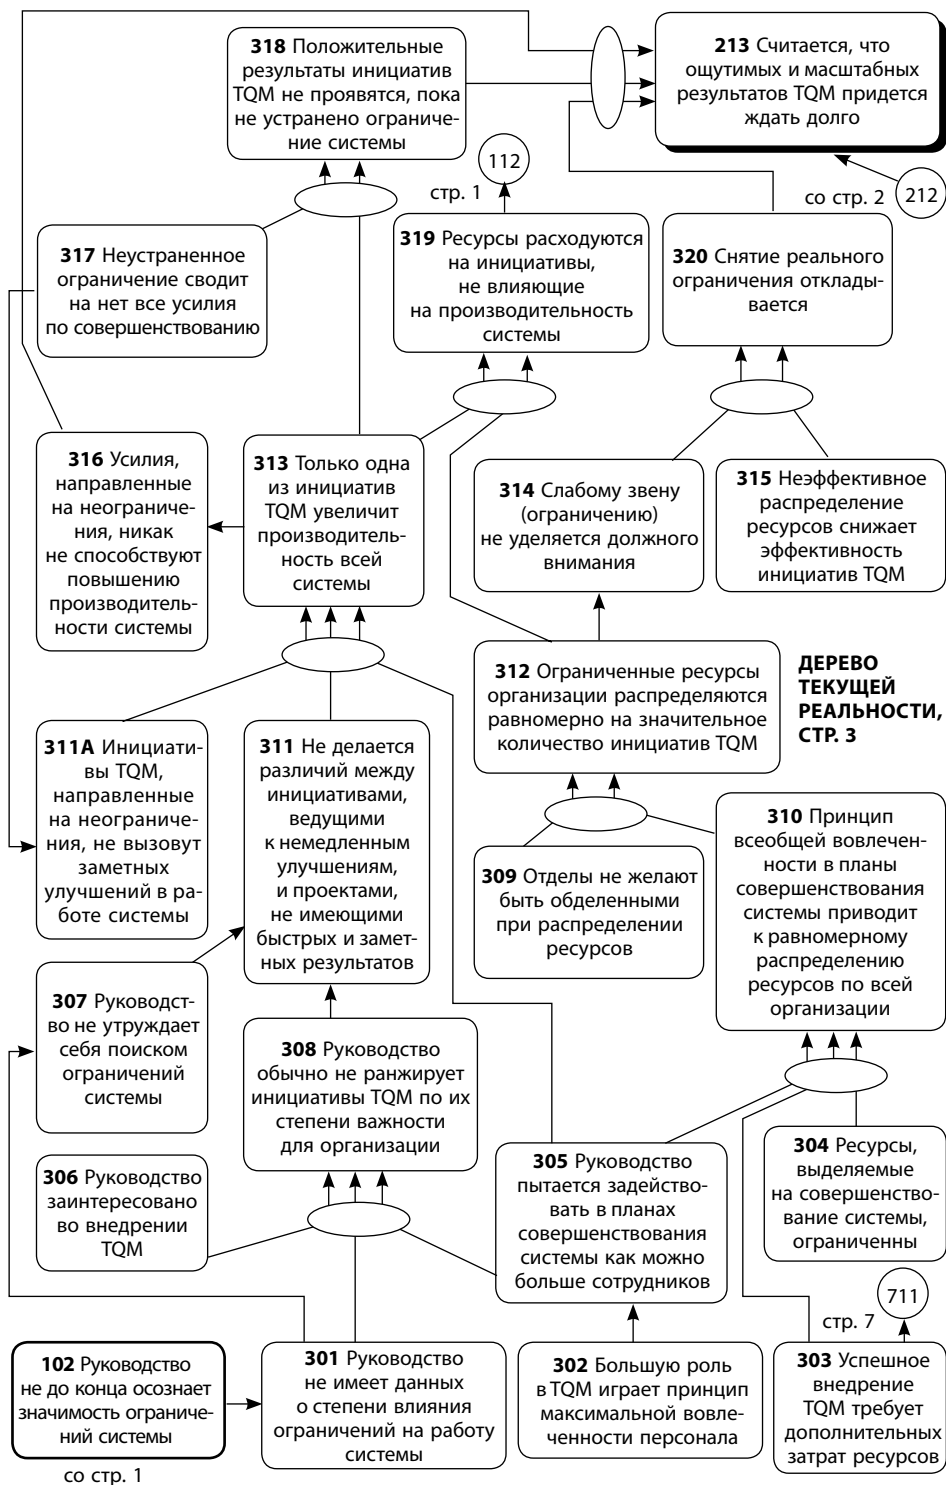 318 Положительные
результаты инициатив
TQM не проявятся, пока
не устранено ограниче-
ние системы
213 Считается, что
ощутимых и масштабных
результатов TQM придется
ждать долго
112
стр. 1
со стр. 2
212
317 Неустраненное
ограничение сводит
на нет все усилия
по совершенствованию
319 Ресурсы расходуются
на инициативы,
не влияющие
на производительность
системы
320 Снятие реального
ограничения отклады-
вается
316 Усилия,
направленные
на неограниче-
ния, никак
не способствуют
повышению
производитель-
ности системы
313 Только одна
из инициатив
TQM увеличит
производитель-
ность всей
системы
314 Слабому звену
(ограничению)
не уделяется должного
внимания
315 Неэффективное
распределение
ресурсов снижает
эффективность
инициатив TQM
312 Ограниченные ресурсы
организации распределяются
равномерно на значительное
количество инициатив TQM
ДЕРЕВО
ТЕКУЩЕЙ
РЕАЛЬНОСТИ,
СТР. 3
311А Инициати-
вы TQM,
направленные
на неограниче-
ния, не вызовут
заметных
улучшений в ра-
боте системы
311 Не делается
различий между
инициативами,
ведущими
к немедленным
улучшениям,
и проектами,
не имеющими
быстрых и замет-
ных результатов
309 Отделы не желают
быть обделенными
при распределении
ресурсов
310 Принцип
всеобщей вовлечен-
ности в планы
совершенствования
системы приводит
к равномерному
распределению
ресурсов по всей
организации
307 Руководст-
во не утруждает
себя поиском
ограничений
системы
308 Руководство
обычно не ранжирует
инициативы TQM по их
степени важности
для организации
306 Руководство
заинтересовано
во внедрении
TQM
305 Руководство
пытается задейство-
вать в планах
совершенствования
системы как можно
больше сотрудников
304 Ресурсы,
выделяемые
на совершенство-
вание системы,
ограниченны
711
стр. 7
102 Руководство
не до конца осознает
значимость ограниче-
ний системы
со стр. 1
301 Руководство
не имеет данных
о степени влияния
ограничений на работу
системы
302 Большую роль
в TQM играет принцип
максимальной вовле-
ченности персонала
303 Успешное
внедрение
TQM требует
дополнительных
затрат ресурсов